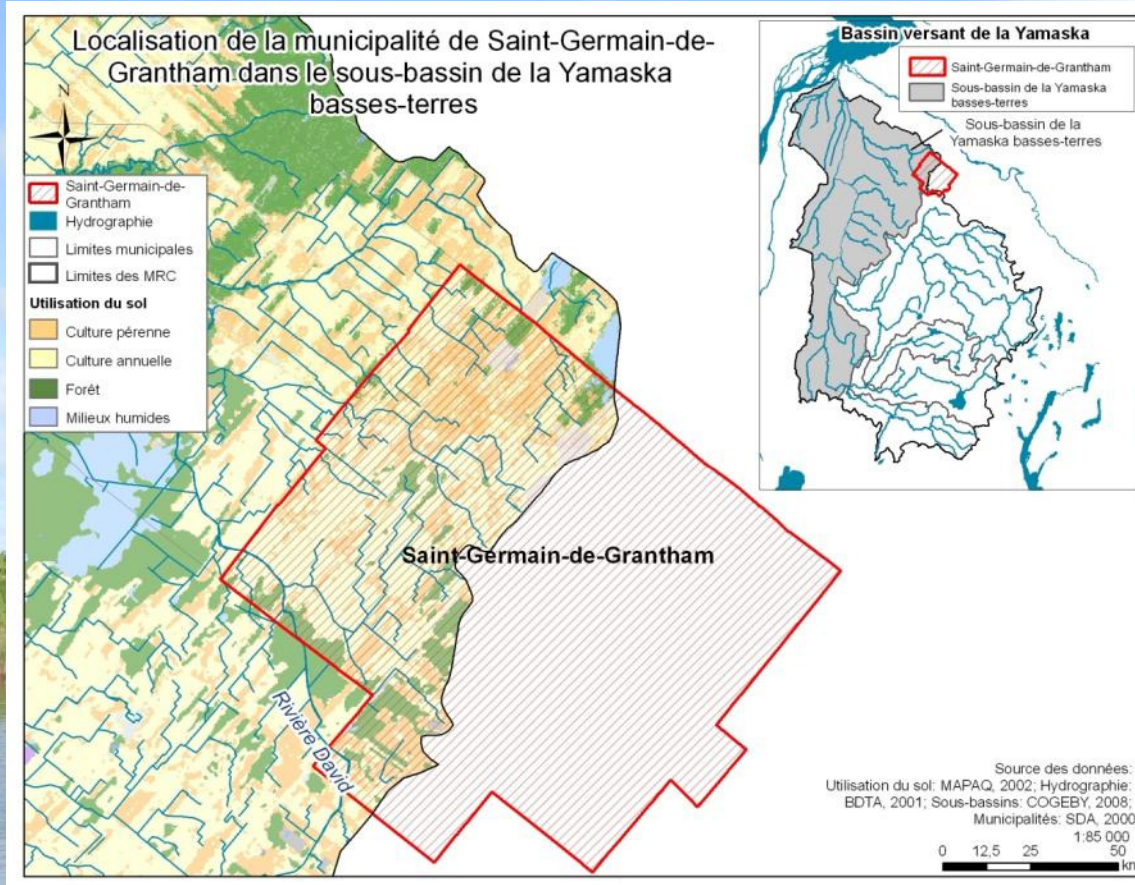 Localisation de la municipalité de Saint-Germain-de-
Grantham dans le sous-bassin de la Yamaska
basses-terres
N
Saint-Germain-de-
Grantham
Hydrographie
Limites municipales
Limites des MRC
Utilisation du sol
Culture pérenne
Culture annuelle
Forêt
Milieux humides
Bassin versant de la Yamaska
Saint-Germain-de-Grantham
Sous-bassin de la Yamaska
basses-terres
Sous-bassin de la
Yamaska basses-terres
Saint-Germain-de-Grantham
Rivière David
Source des données:
Utilisation du sol: MAPAQ, 2002; Hydrographie:
BDTA, 2001; Sous-bassins: COGEBY, 2008;
Municipalités: SDA, 2000
1:85 000
0 12,5 25 50
km